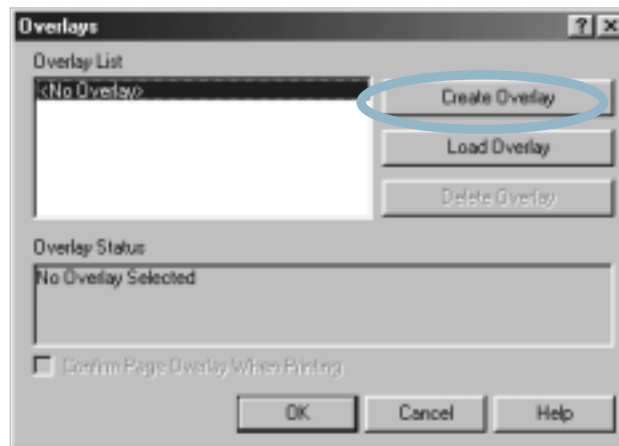 Overlays
Overlay List
<No Overlay>
Create Overlay
Load Overlay
Delete Overlay
Overlay Status
No Overlay Selected
Confirm Page Overlay When Printing
OK Cancel Help